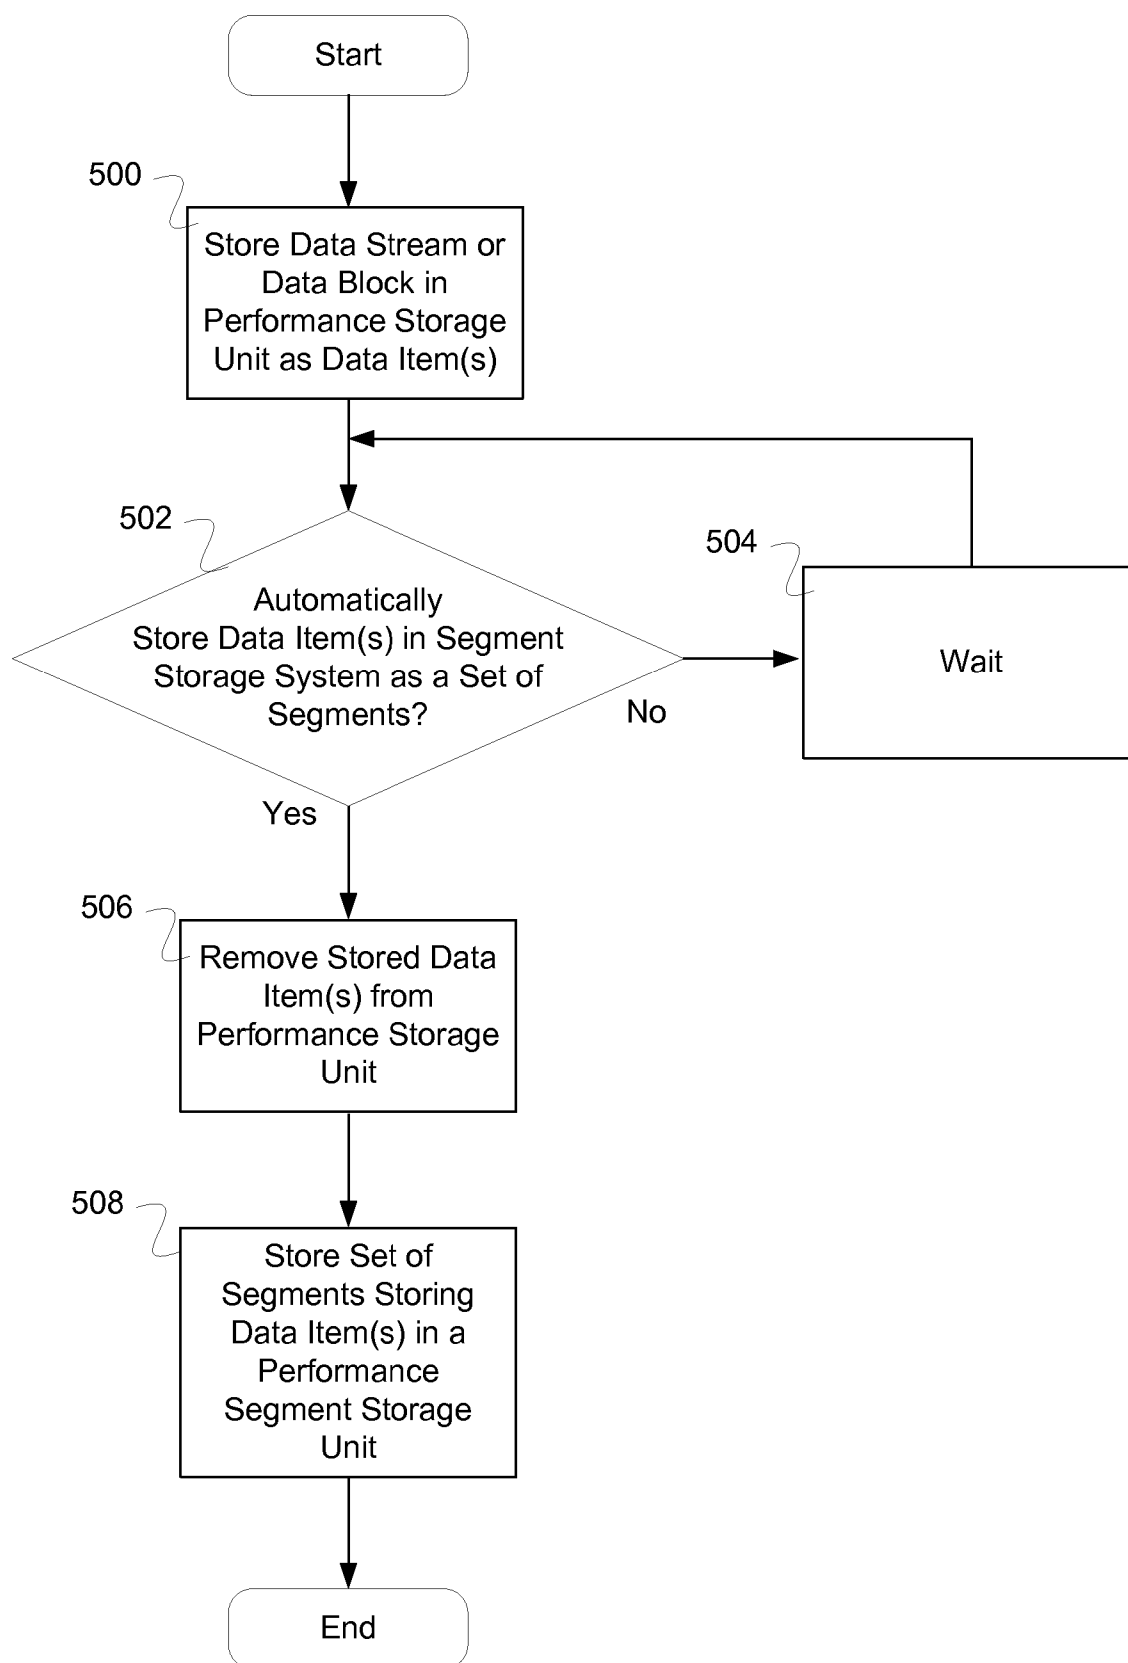 Start
500
Store Data Stream or
Data Block in
Performance Storage
Unit as Data Item(s)
502
504
Automatically
Store Data Item(s) in Segment
Storage System as a Set of
Segments?
Wait
No
Yes
506
Remove Stored Data
Item(s) from
Performance Storage
Unit
508
Store Set of
Segments Storing
Data Item(s) in a
Performance
Segment Storage
Unit
End